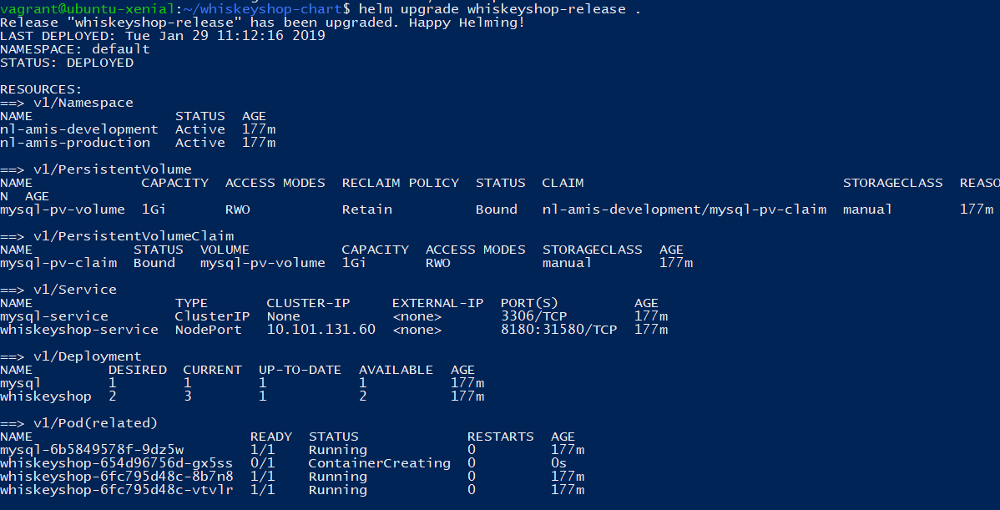 vagrant@ubuntu-xenial:~/whiskeyshop-chart$ helm upgrade whiskeyshop-release .
Release "whiskeyshop-release" has been upgraded. Happy Helming!
LAST DEPLOYED: Tue Jan 29 11:12:16 2019
NAMESPACE: default
STATUS: DEPLOYED
RESOURCES:
==> v1/Namespace
NAME STATUS AGE
nl-amis-development Active 177m
nl-amis-production Active 177m
==> v1/PersistentVolume
NAME CAPACITY ACCESS MODES RECLAIM POLICY STATUS CLAIM STORAGECLASS REASO
N AGE
mysql-pv-volume 1Gi RWO Retain Bound nl-amis-development/mysql-pv-claim manual 177m
==> v1/PersistentVolumeClaim
NAME STATUS VOLUME CAPACITY ACCESS MODES STORAGECLASS AGE
mysql-pv-claim Bound mysql-pv-volume 1Gi RWO manual 177m
==> v1/Service
NAME TYPE CLUSTER-IP EXTERNAL-IP PORT(S) AGE
mysql-service ClusterIP None <none> 3306/TCP 177m
whiskeyshop-service NodePort 10.101.131.60 <none> 8180:31580/TCP 177m
==> v1/Deployment
NAME DESIRED CURRENT UP-TO-DATE AVAILABLE AGE
mysql 1 1 1 1 177m
whiskeyshop 2 3 1 2 177m
==> v1/Pod(related)
NAME READY STATUS RESTARTS AGE
mysql-6b5849578f-9dz5w 1/1 Running 0 177m
whiskeyshop-654d96756d-gx5ss 0/1 ContainerCreating 0 0s
whiskeyshop-6fc795d48c-8b7n8 1/1 Running 0 177m
whiskeyshop-6fc795d48c-vtvlr 1/1 Running 0 177m